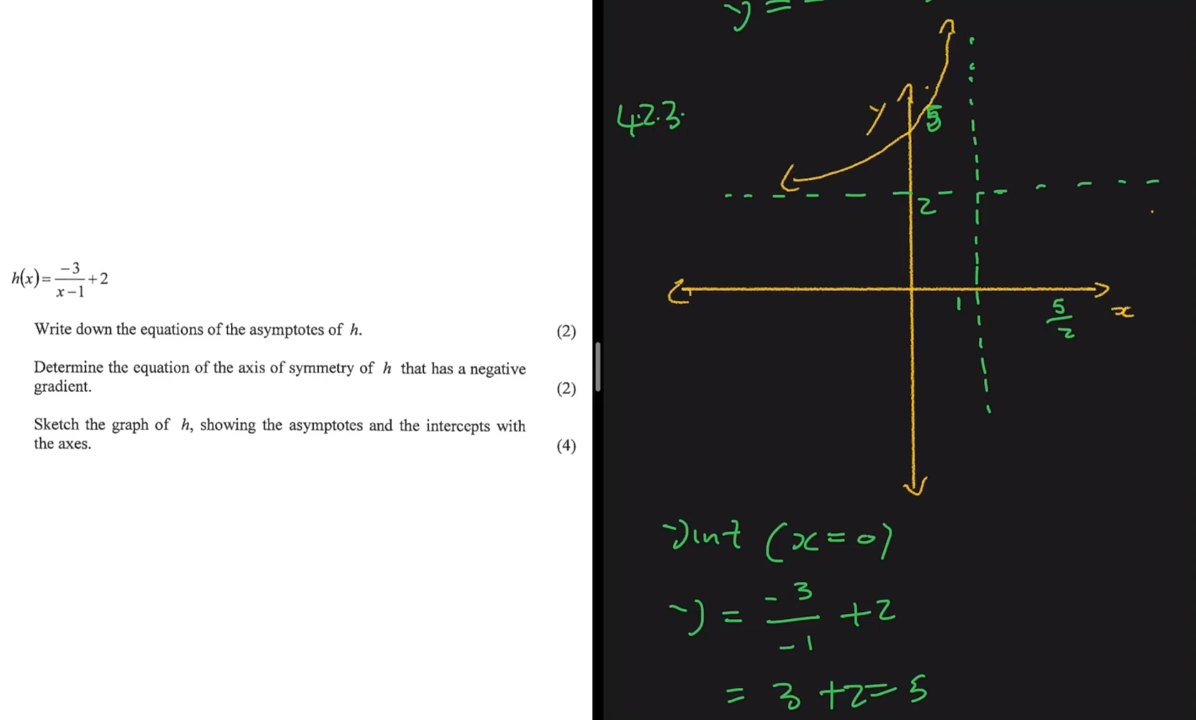 h(x) = -3/(x-1) + 2
Write down the equations of the asymptotes of h. (2)
Determine the equation of the axis of symmetry of h that has a negative
gradient. (2)
Sketch the graph of h, showing the asymptotes and the intercepts with
the axes. (4)
y =
4.2.3.
y
5
2
1
5/2
x
y int (x=0)
y = -3/-1 + 2
= 3 + 2 = 5